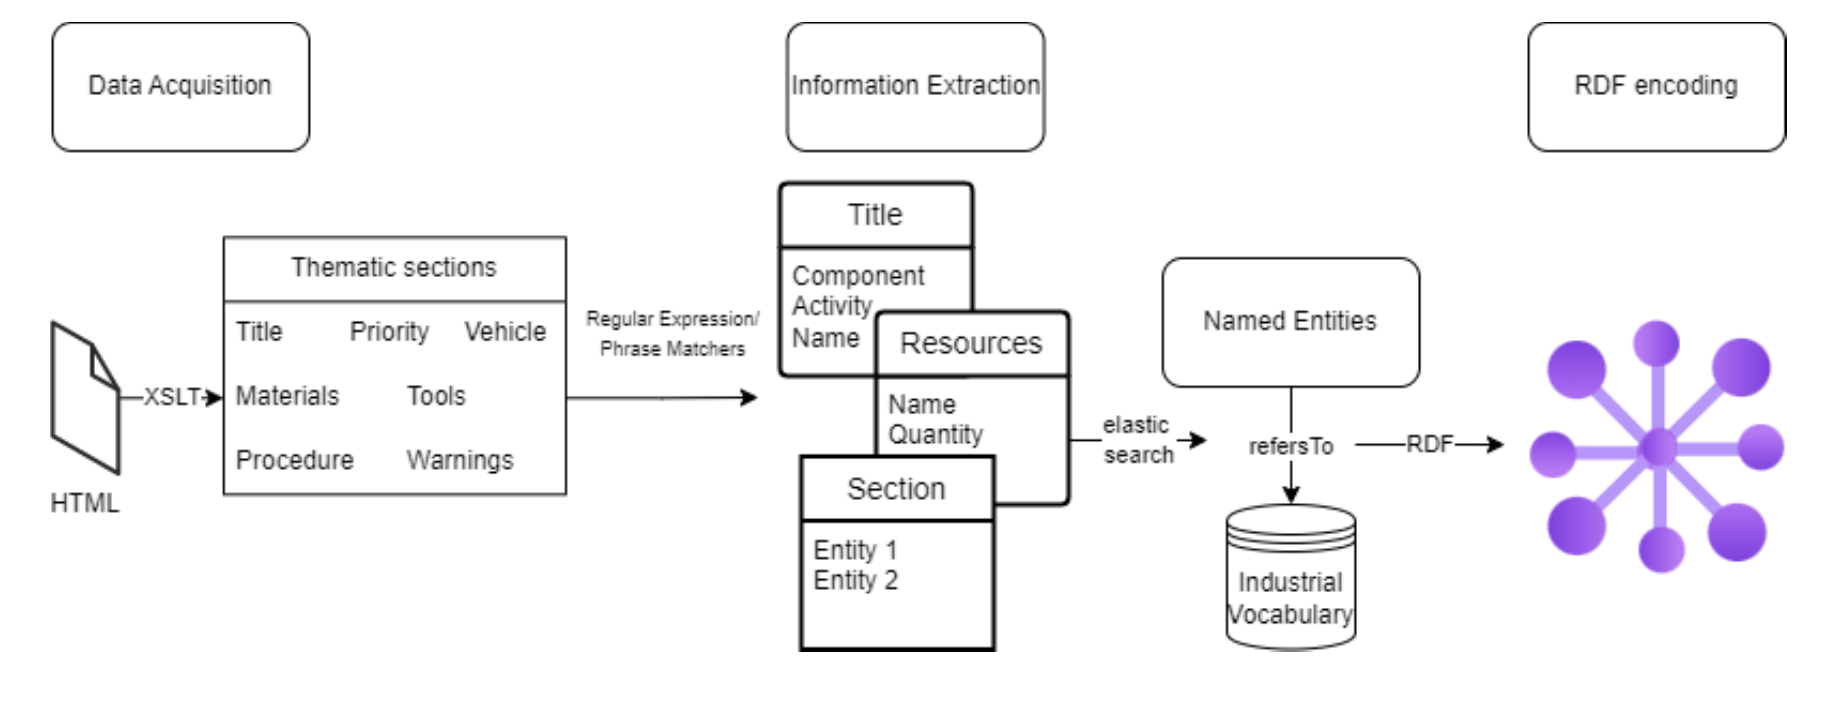 Data Acquisition
Information Extraction
RDF encoding
HTML
XSLT
Thematic sections
Title Priority Vehicle
Materials Tools
Procedure Warnings
Regular Expression/
Phrase Matchers
Title
Component
Activity
Name
Resources
Name
Quantity
Section
Entity 1
Entity 2
elastic
search
Named Entities
refersTo
Industrial
Vocabulary
RDF